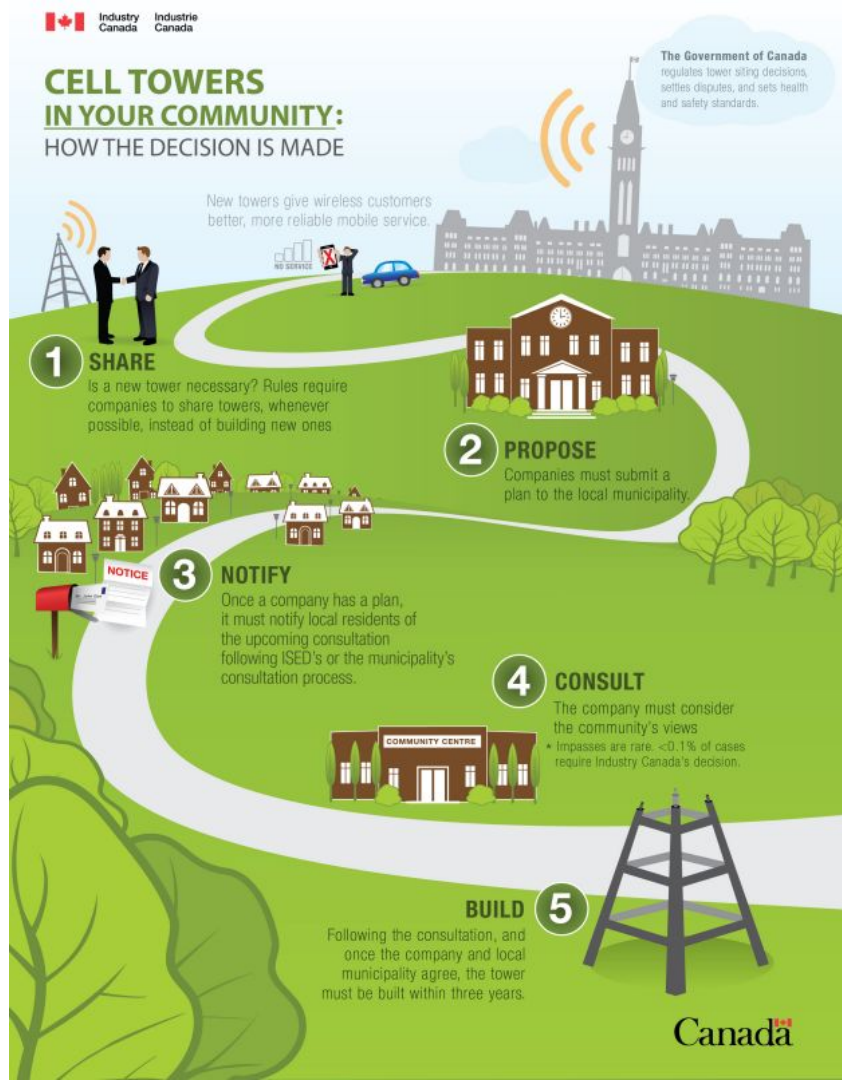 Industry Industrie
Canada Canada
CELL TOWERS
IN YOUR COMMUNITY:
HOW THE DECISION IS MADE
The Government of Canada
regulates tower siting decisions,
settles disputes, and sets health
and safety standards.
New towers give wireless customers
better, more reliable mobile service.
NO SERVICE
X
1 SHARE
Is a new tower necessary? Rules require
companies to share towers, whenever
possible, instead of building new ones
2 PROPOSE
Companies must submit a
plan to the local municipality.
NOTICE
3 NOTIFY
Once a company has a plan,
it must notify local residents of
the upcoming consultation
following ISED's or the municipality's
consultation process.
4 CONSULT
The company must consider
the community's views
* Impasses are rare. <0.1% of cases
require Industry Canada's decision.
COMMUNITY CENTRE
BUILD 5
Following the consultation, and
once the company and local
municipality agree, the tower
must be built within three years.
Canada